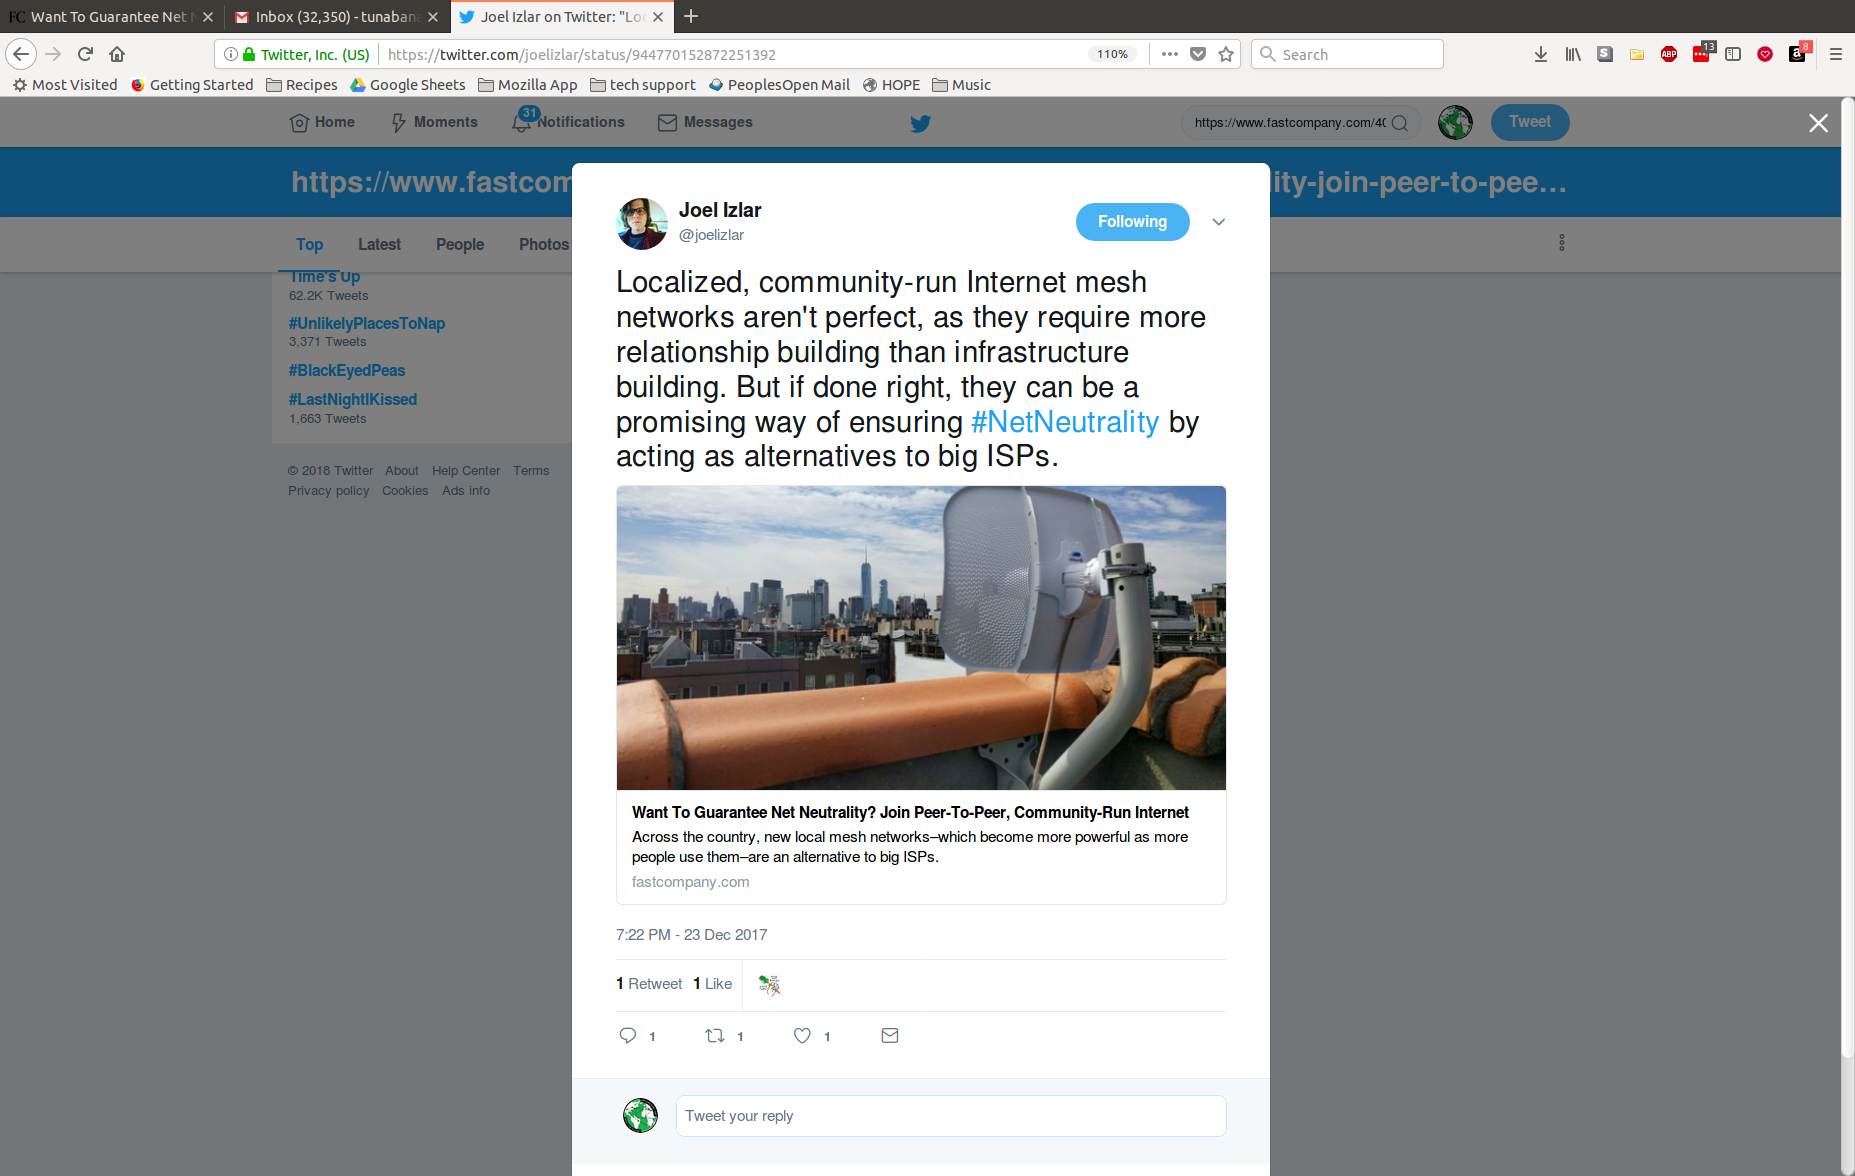 FC Want To Guarantee Net
Inbox (32,350) - tunaban
Joel Izlar on Twitter: "Lo
Twitter, Inc. (US)
https://twitter.com/joelizlar/status/944770152872251392
110%
Search
13
S
ABP
a
8
Most Visited
Getting Started
Recipes
Google Sheets
Mozilla App
tech support
PeoplesOpen Mail
HOPE
Music
Home
Moments
31
Notifications
Messages
https://www.fastcompany.com/40
Tweet
https://www.fastcom
ity-join-peer-to-pee…
Top
Latest
People
Photos
Time's Up
62.2K Tweets
#UnlikelyPlacesToNap
3,371 Tweets
#BlackEyedPeas
#LastNightIKissed
1,663 Tweets
© 2018 Twitter About Help Center Terms
Privacy policy Cookies Ads info
Joel Izlar
@joelizlar
Following
Localized, community-run Internet mesh
networks aren't perfect, as they require more
relationship building than infrastructure
building. But if done right, they can be a
promising way of ensuring #NetNeutrality by
acting as alternatives to big ISPs.
Want To Guarantee Net Neutrality? Join Peer-To-Peer, Community-Run Internet
Across the country, new local mesh networks–which become more powerful as more
people use them–are an alternative to big ISPs.
fastcompany.com
7:22 PM - 23 Dec 2017
1 Retweet 1 Like
1
1
1
Tweet your reply